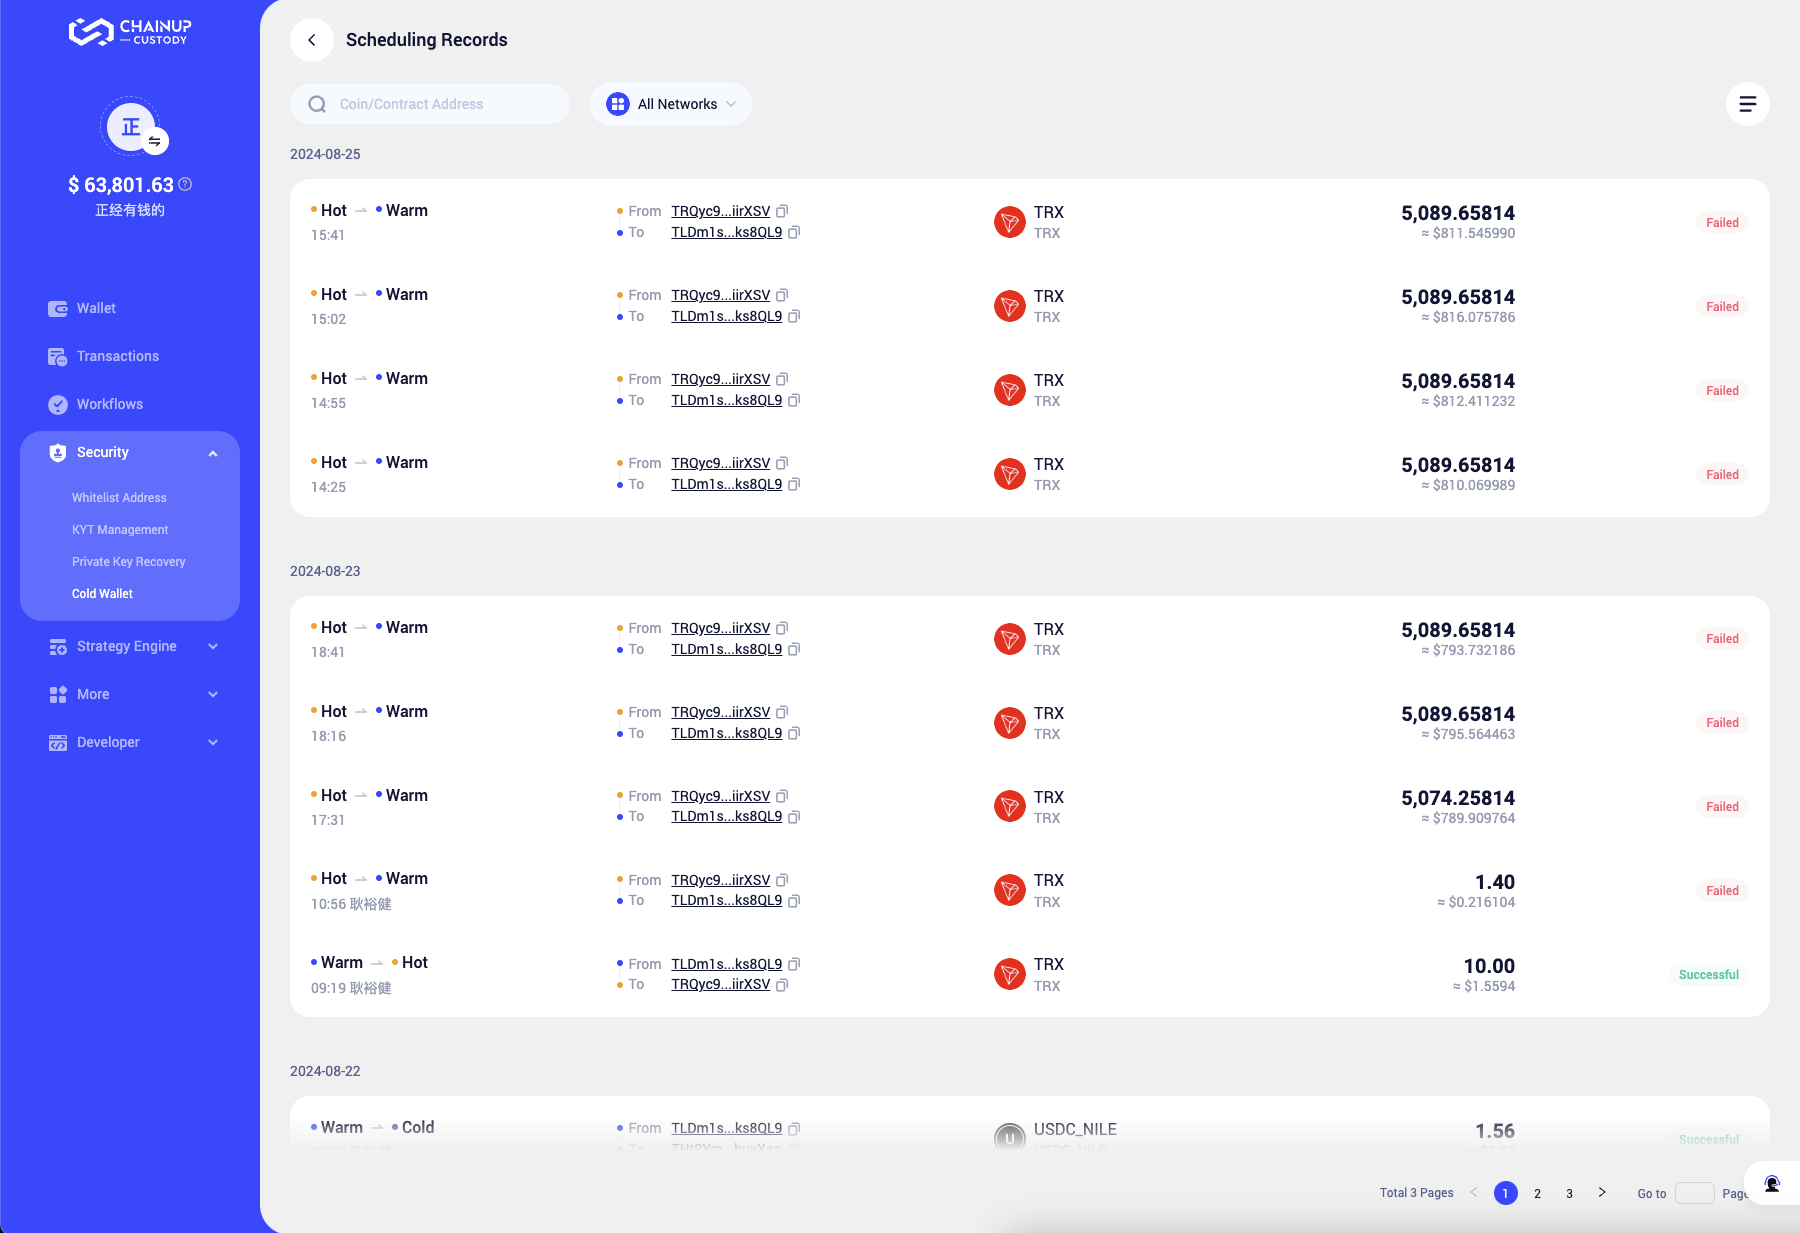 CHAINUP
CUSTODY
正
$ 63,801.63
正经有钱的
Wallet
Transactions
Workflows
Security
Whitelist Address
KYT Management
Private Key Recovery
Cold Wallet
Strategy Engine
More
Developer
Scheduling Records
Coin/Contract Address
All Networks
2024-08-25
Hot → Warm
15:41
From TRQyc9...iirXSV
To TLDm1s...ks8QL9
TRX
TRX
5,089.65814
≈ $811.545990
Failed
Hot → Warm
15:02
From TRQyc9...iirXSV
To TLDm1s...ks8QL9
TRX
TRX
5,089.65814
≈ $816.075786
Failed
Hot → Warm
14:55
From TRQyc9...iirXSV
To TLDm1s...ks8QL9
TRX
TRX
5,089.65814
≈ $812.411232
Failed
Hot → Warm
14:25
From TRQyc9...iirXSV
To TLDm1s...ks8QL9
TRX
TRX
5,089.65814
≈ $810.069989
Failed
2024-08-23
Hot → Warm
18:41
From TRQyc9...iirXSV
To TLDm1s...ks8QL9
TRX
TRX
5,089.65814
≈ $793.732186
Failed
Hot → Warm
18:16
From TRQyc9...iirXSV
To TLDm1s...ks8QL9
TRX
TRX
5,089.65814
≈ $795.564463
Failed
Hot → Warm
17:31
From TRQyc9...iirXSV
To TLDm1s...ks8QL9
TRX
TRX
5,074.25814
≈ $789.909764
Failed
Hot → Warm
10:56 耿裕健
From TRQyc9...iirXSV
To TLDm1s...ks8QL9
TRX
TRX
1.40
≈ $0.216104
Failed
Warm → Hot
09:19 耿裕健
From TLDm1s...ks8QL9
To TRQyc9...iirXSV
TRX
TRX
10.00
≈ $1.5594
Successful
2024-08-22
Warm → Cold
From TLDm1s...ks8QL9
To
USDC_NILE
USDC_NILE
1.56
Successful
Total 3 Pages < 1 2 3 > Go to Page